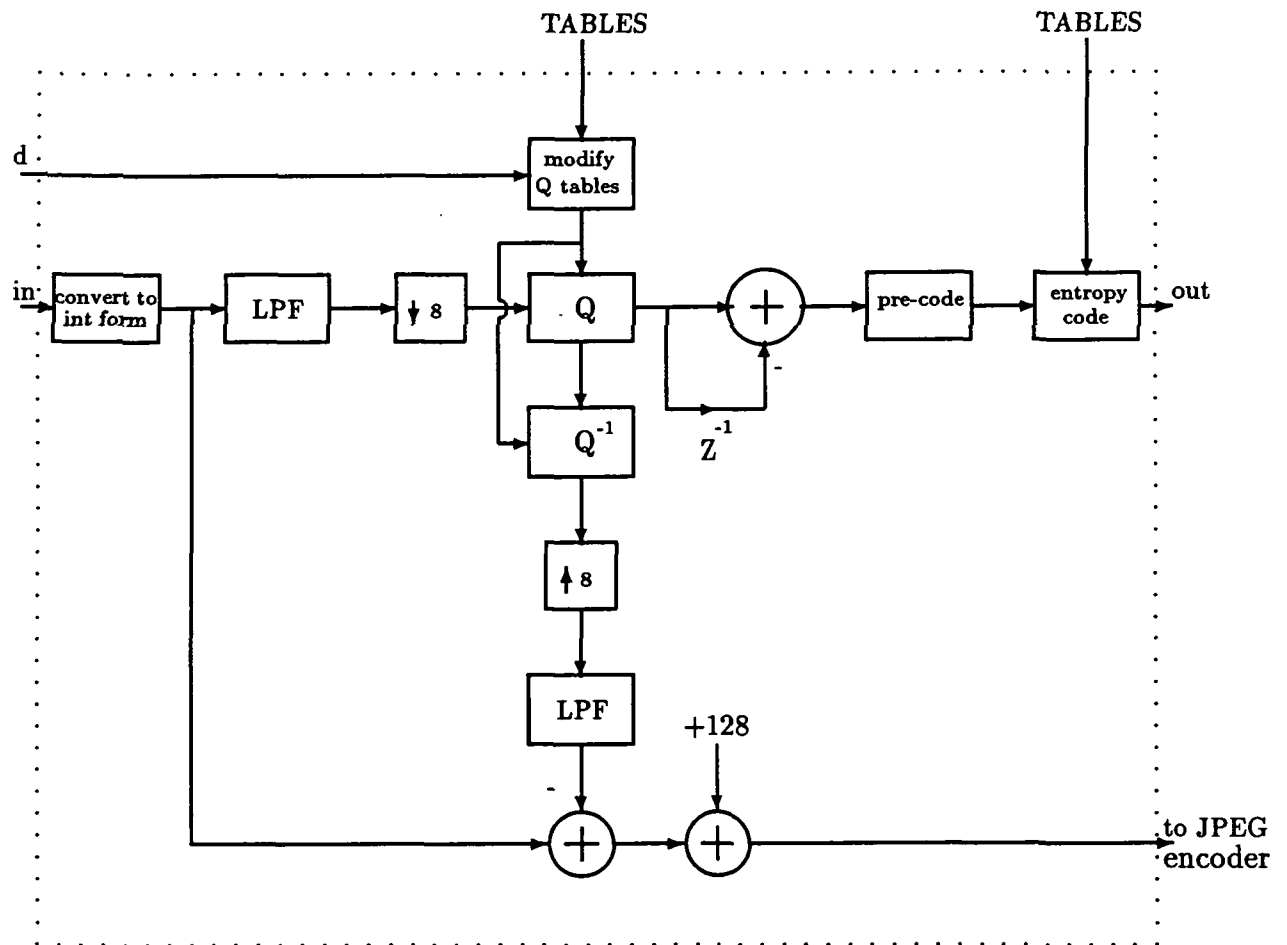 TABLES
TABLES
d
modify
Q tables
in
convert to
int form
LPF
↓ 8
Q
+
pre-code
entropy
code
out
-
Z⁻¹
Q⁻¹
↑ 8
LPF
+128
-
+
+
to JPEG
encoder